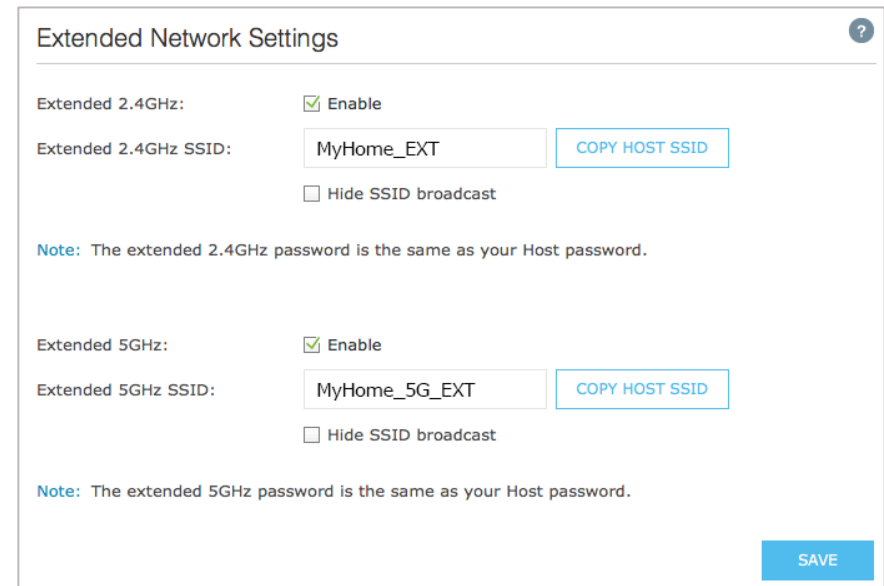 Extended Network Settings
?
Extended 2.4GHz: Enable
Extended 2.4GHz SSID: MyHome_EXT COPY HOST SSID
Hide SSID broadcast
Note: The extended 2.4GHz password is the same as your Host password.
Extended 5GHz: Enable
Extended 5GHz SSID: MyHome_5G_EXT COPY HOST SSID
Hide SSID broadcast
Note: The extended 5GHz password is the same as your Host password.
SAVE